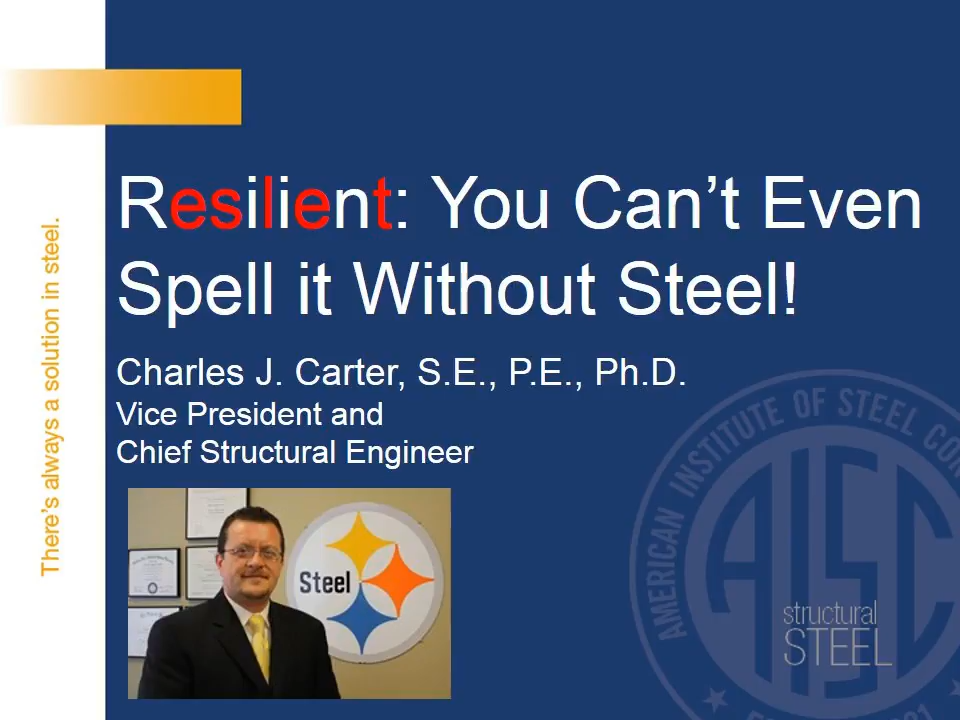 Resilient: You Can't Even
Spell it Without Steel!
Charles J. Carter, S.E., P.E., Ph.D.
Vice President and
Chief Structural Engineer
There's always a solution in steel.
Steel
AMERICAN INSTITUTE OF STEEL CON
AISC
structural
STEEL